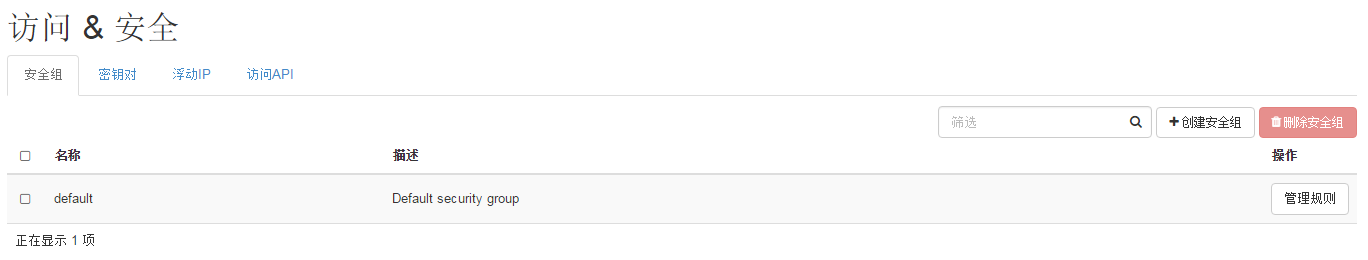 访问 & 安全
安全组 密钥对 浮动IP 访问API
筛选 创建安全组 删除安全组
名称 描述 操作
default Default security group 管理规则
正在显示 1 项